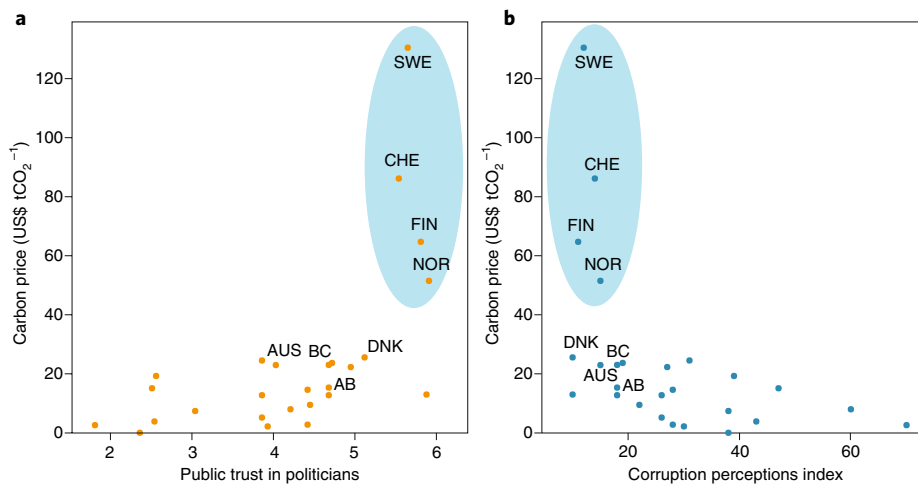 a
Carbon price (US$ tCO₂⁻¹)
120
100
80
60
40
20
0
SWE
CHE
FIN
NOR
AUS
BC
DNK
AB
2 3 4 5 6
Public trust in politicians
b
Carbon price (US$ tCO₂⁻¹)
120
100
80
60
40
20
0
SWE
CHE
FIN
NOR
DNK
BC
AUS
AB
20 40 60
Corruption perceptions index